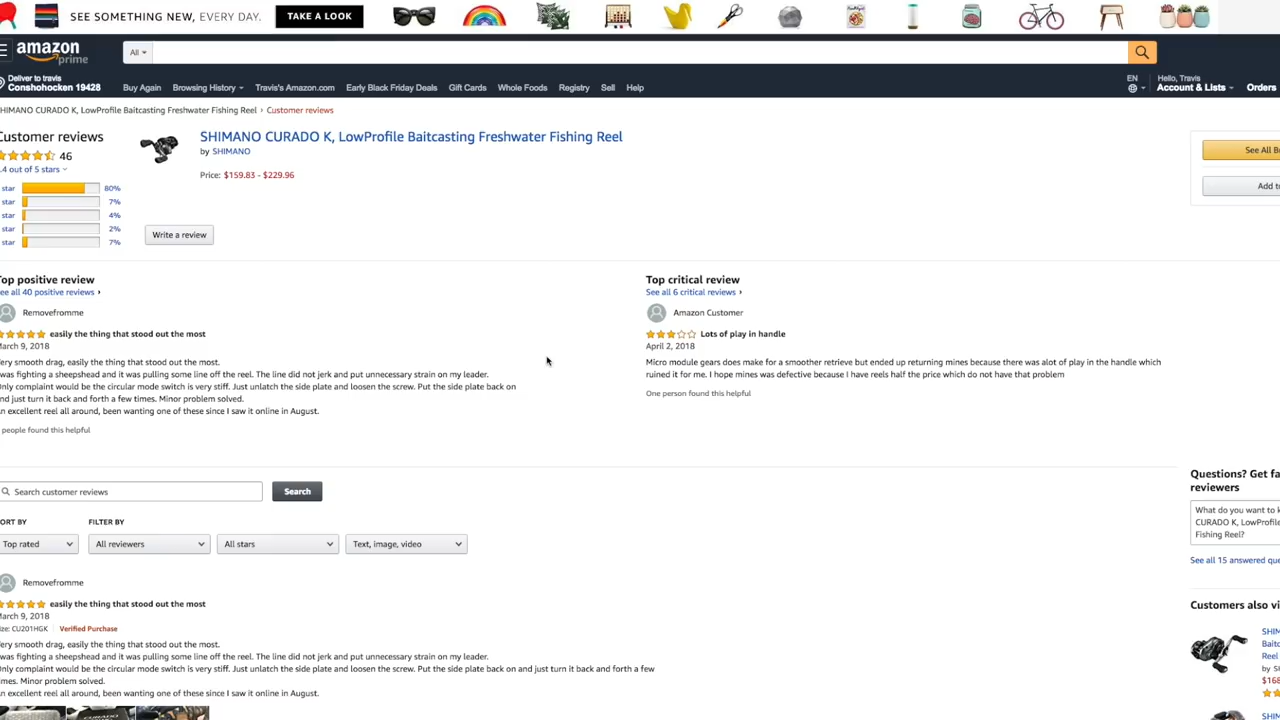 SEE SOMETHING NEW, EVERY DAY. TAKE A LOOK
amazon
prime
All
Deliver to travis
Conshohocken 19428
Buy Again Browsing History Travis's Amazon.com Early Black Friday Deals Gift Cards Whole Foods Registry Sell Help
EN
Hello, Travis
Account & Lists
Orders
HIMANO CURADO K, LowProfile Baitcasting Freshwater Fishing Reel › Customer reviews
Customer reviews
46
.4 out of 5 stars
star 80%
star 7%
star 4%
star 2%
star 7%
SHIMANO CURADO K, LowProfile Baitcasting Freshwater Fishing Reel
by SHIMANO
Price: $159.83 - $229.96
Write a review
See All B
Add to
Top positive review
ee all 40 positive reviews ›
Removefromme
easily the thing that stood out the most
March 9, 2018
ery smooth drag, easily the thing that stood out the most.
was fighting a sheepshead and it was pulling some line off the reel. The line did not jerk and put unnecessary strain on my leader.
Only complaint would be the circular mode switch is very stiff. Just unlatch the side plate and loosen the screw. Put the side plate back on
nd just turn it back and forth a few times. Minor problem solved.
n excellent reel all around, been wanting one of these since I saw it online in August.
people found this helpful
Top critical review
See all 6 critical reviews ›
Amazon Customer
Lots of play in handle
April 2, 2018
Micro module gears does make for a smoother retrieve but ended up returning mines because there was alot of play in the handle which
ruined it for me. I hope mines was defective because I have reels half the price which do not have that problem
One person found this helpful
Search customer reviews
Search
ORT BY FILTER BY
Top rated All reviewers All stars Text, image, video
Removefromme
easily the thing that stood out the most
March 9, 2018
ize: CU201HGK Verified Purchase
ery smooth drag, easily the thing that stood out the most.
was fighting a sheepshead and it was pulling some line off the reel. The line did not jerk and put unnecessary strain on my leader.
Only complaint would be the circular mode switch is very stiff. Just unlatch the side plate and loosen the screw. Put the side plate back on and just turn it back and forth a few
mes. Minor problem solved.
n excellent reel all around, been wanting one of these since I saw it online in August.
Questions? Get fa
reviewers
What do you want to k
CURADO K, LowProfile
Fishing Reel?
See all 15 answered que
Customers also vi
SHIM
Baitc
Reel
by SH
$168
SHIM